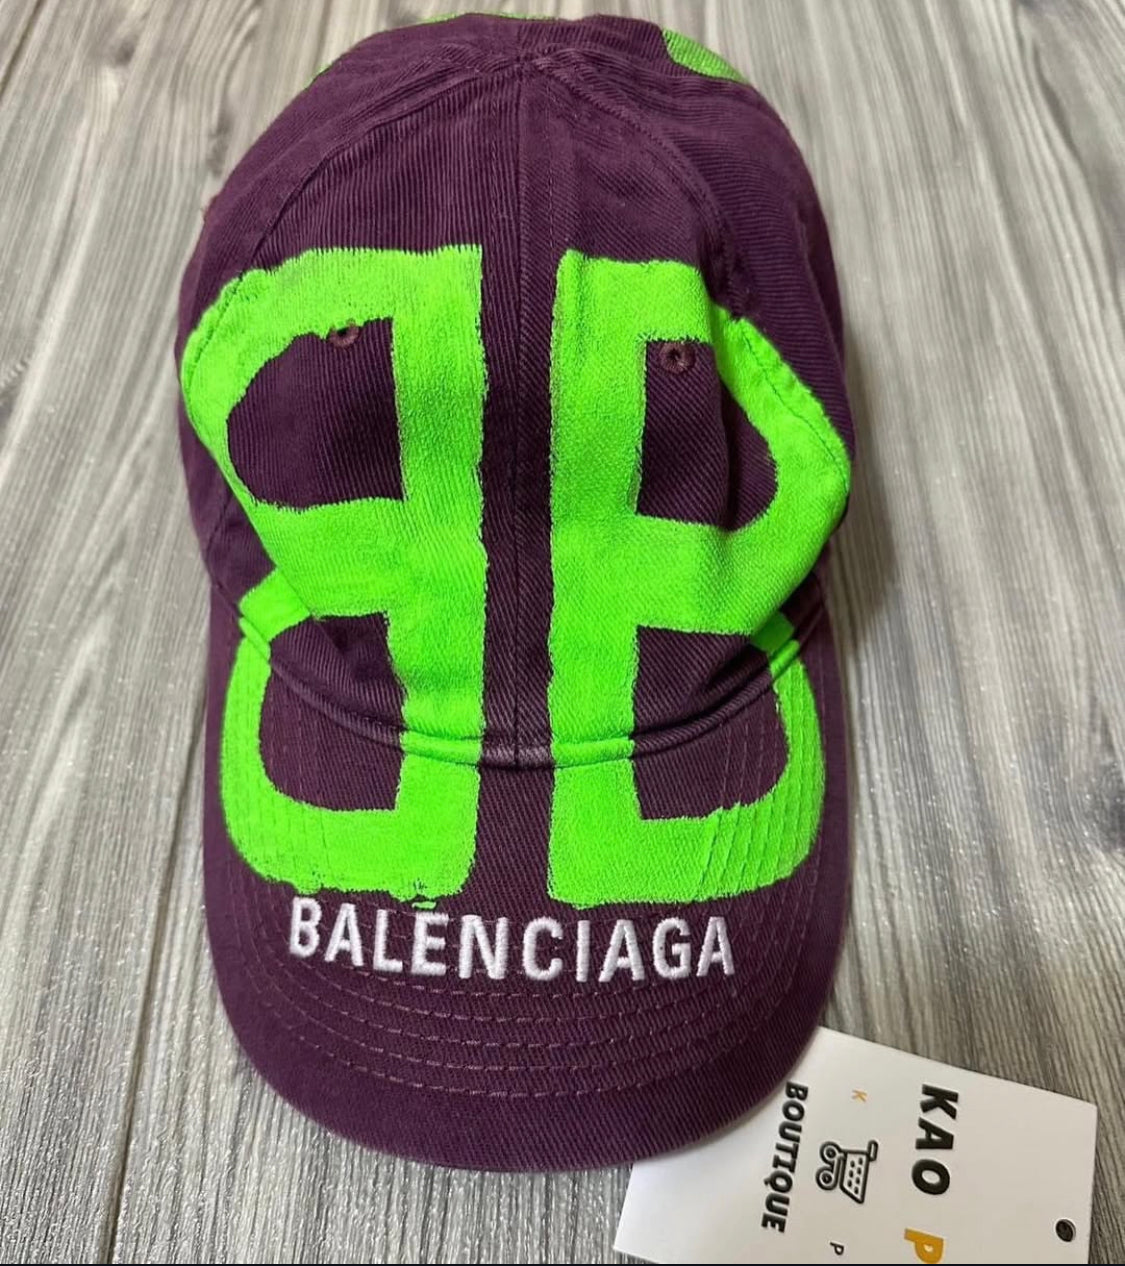 BB
BALENCIAGA
KAO P
K P
BOUTIQUE